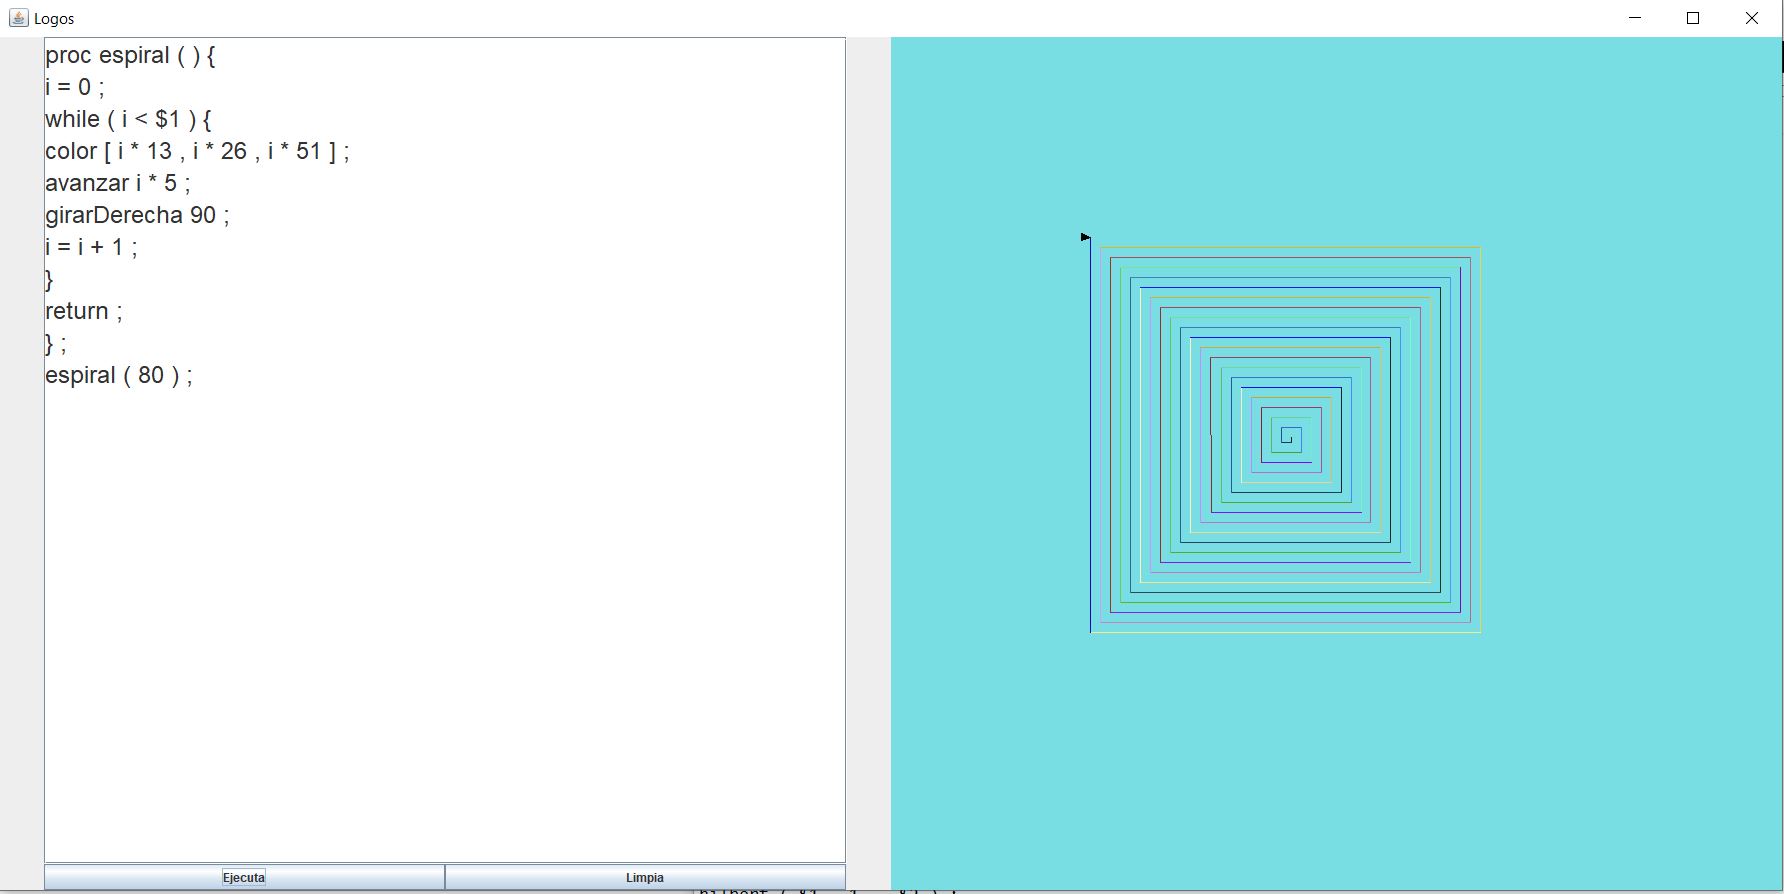 Logos
proc espiral ( ) {
i = 0 ;
while ( i < $1 ) {
color [ i * 13 , i * 26 , i * 51 ] ;
avanzar i * 5 ;
girarDerecha 90 ;
i = i + 1 ;
}
return ;
} ;
espiral ( 80 ) ;
Ejecuta
Limpia